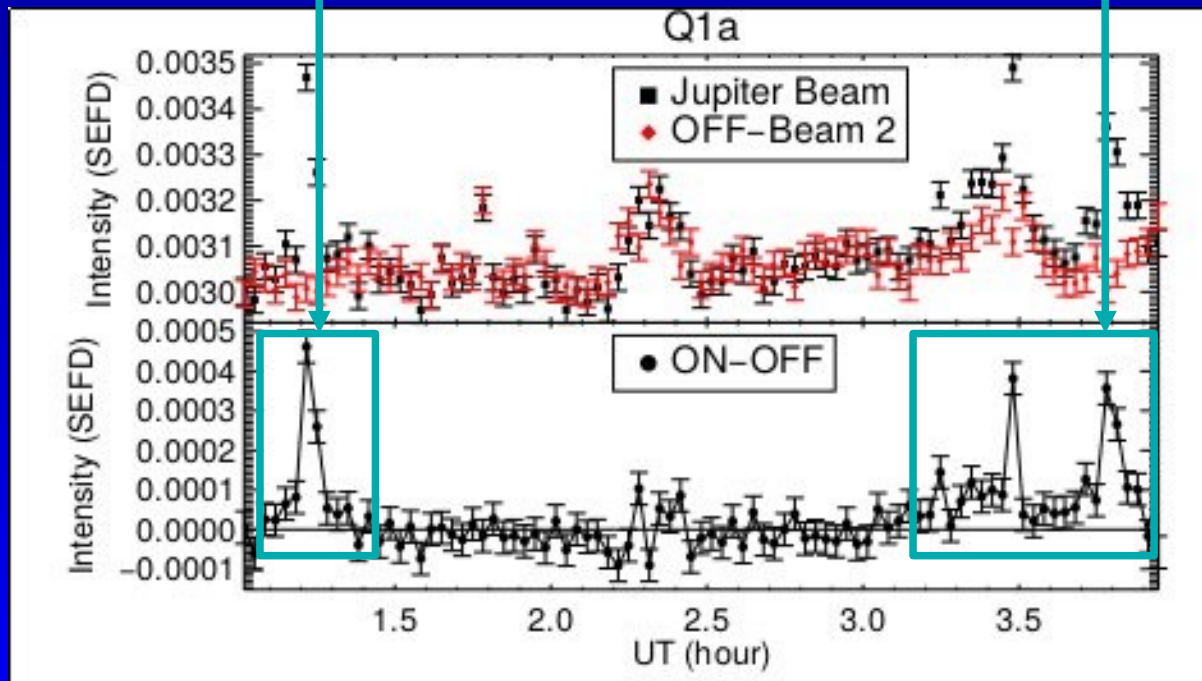 Q1a
Intensity (SEFD)
0.0035
0.0034
0.0033
0.0032
0.0031
0.0030
■ Jupiter Beam
◆ OFF−Beam 2
Intensity (SEFD)
0.0005
0.0004
0.0003
0.0002
0.0001
0.0000
−0.0001
● ON−OFF
1.5 2.0 2.5 3.0 3.5
UT (hour)